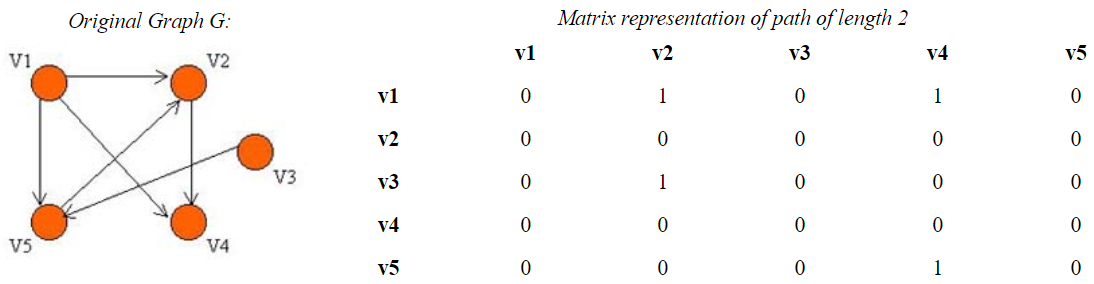 Original Graph G:
Matrix representation of path of length 2
V1
V2
V3
V5
V4
v1 v2 v3 v4 v5
v1 0 1 0 1 0
v2 0 0 0 0 0
v3 0 1 0 0 0
v4 0 0 0 0 0
v5 0 0 0 1 0